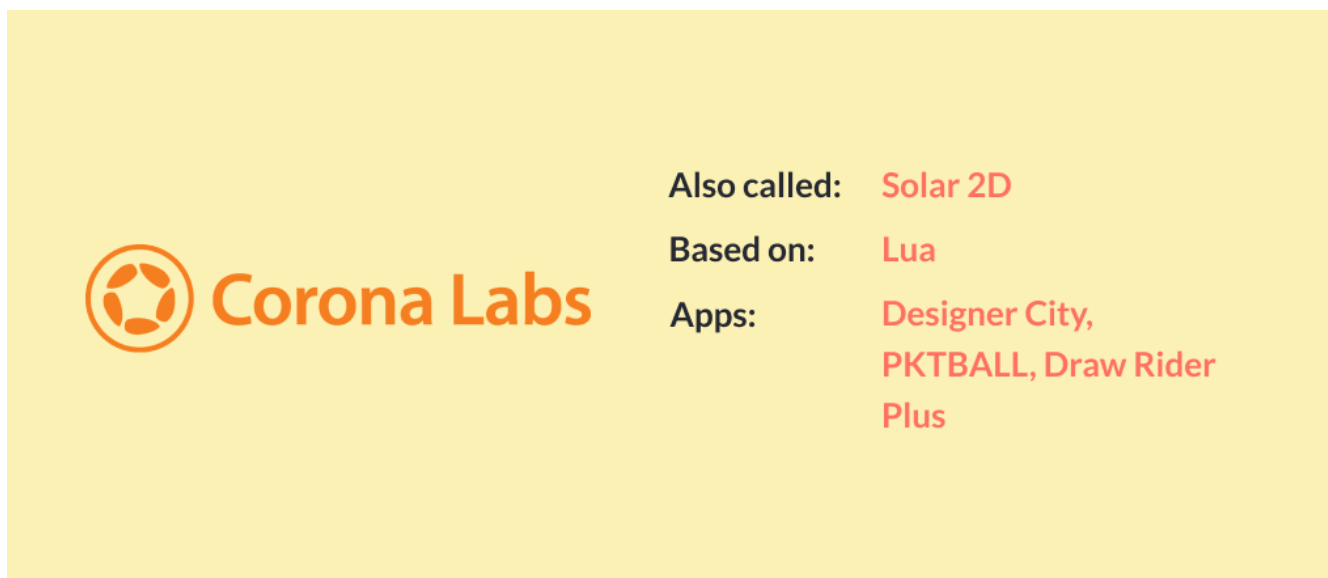 Corona Labs
Also called: Solar 2D
Based on: Lua
Apps: Designer City,
PKTBALL, Draw Rider
Plus